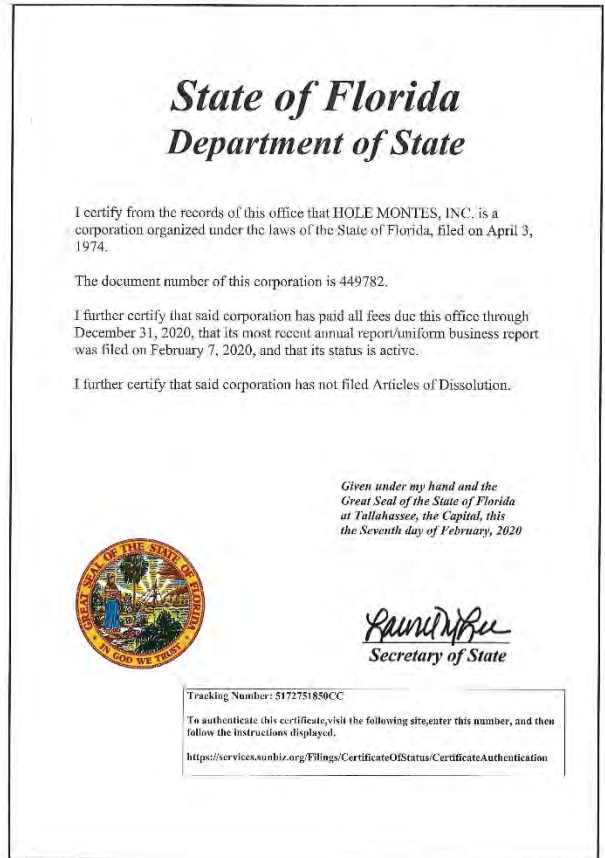 State of Florida
Department of State
I certify from the records of this office that HOLE MONTES, INC. is a
corporation organized under the laws of the State of Florida, filed on April 3,
1974.
The document number of this corporation is 449782.
I further certify that said corporation has paid all fees due this office through
December 31, 2020, that its most recent annual report/uniform business report
was filed on February 7, 2020, and that its status is active.
I further certify that said corporation has not filed Articles of Dissolution.
Given under my hand and the
Great Seal of the State of Florida
at Tallahassee, the Capital, this
the Seventh day of February, 2020
GREAT SEAL OF THE STATE OF FLORIDA
IN GOD WE TRUST
Secretary of State
Tracking Number: 5172751850CC
To authenticate this certificate,visit the following site,enter this number, and then
follow the instructions displayed.
https://services.sunbiz.org/Filings/CertificateOfStatus/CertificateAuthentication